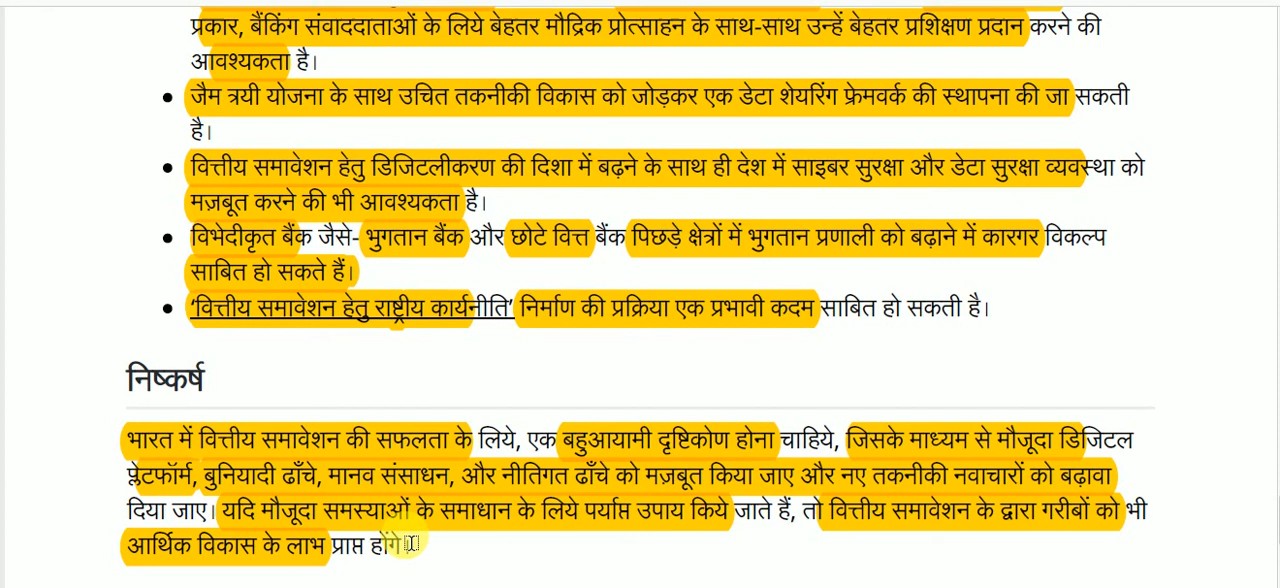 प्रकार, बैंकिंग संवाददाताओं के लिये बेहतर मौद्रिक प्रोत्साहन के साथ-साथ उन्हें बेहतर प्रशिक्षण प्रदान करने की
आवश्यकता है।
जैम त्रयी योजना के साथ उचित तकनीकी विकास को जोड़कर एक डेटा शेयरिंग फ्रेमवर्क की स्थापना की जा सकती
है।
वित्तीय समावेशन हेतु डिजिटलीकरण की दिशा में बढ़ने के साथ ही देश में साइबर सुरक्षा और डेटा सुरक्षा व्यवस्था को
मज़बूत करने की भी आवश्यकता है।
विभेदीकृत बैंक जैसे- भुगतान बैंक और छोटे वित्त बैंक पिछड़े क्षेत्रों में भुगतान प्रणाली को बढ़ाने में कारगर विकल्प
साबित हो सकते हैं।
‘वित्तीय समावेशन हेतु राष्ट्रीय कार्यनीति’ निर्माण की प्रक्रिया एक प्रभावी कदम साबित हो सकती है।
निष्कर्ष
भारत में वित्तीय समावेशन की सफलता के लिये, एक बहुआयामी दृष्टिकोण होना चाहिये, जिसके माध्यम से मौजूदा डिजिटल
प्लेटफॉर्म, बुनियादी ढाँचे, मानव संसाधन, और नीतिगत ढाँचे को मज़बूत किया जाए और नए तकनीकी नवाचारों को बढ़ावा
दिया जाए। यदि मौजूदा समस्याओं के समाधान के लिये पर्याप्त उपाय किये जाते हैं, तो वित्तीय समावेशन के द्वारा गरीबों को भी
आर्थिक विकास के लाभ प्राप्त होंगे।